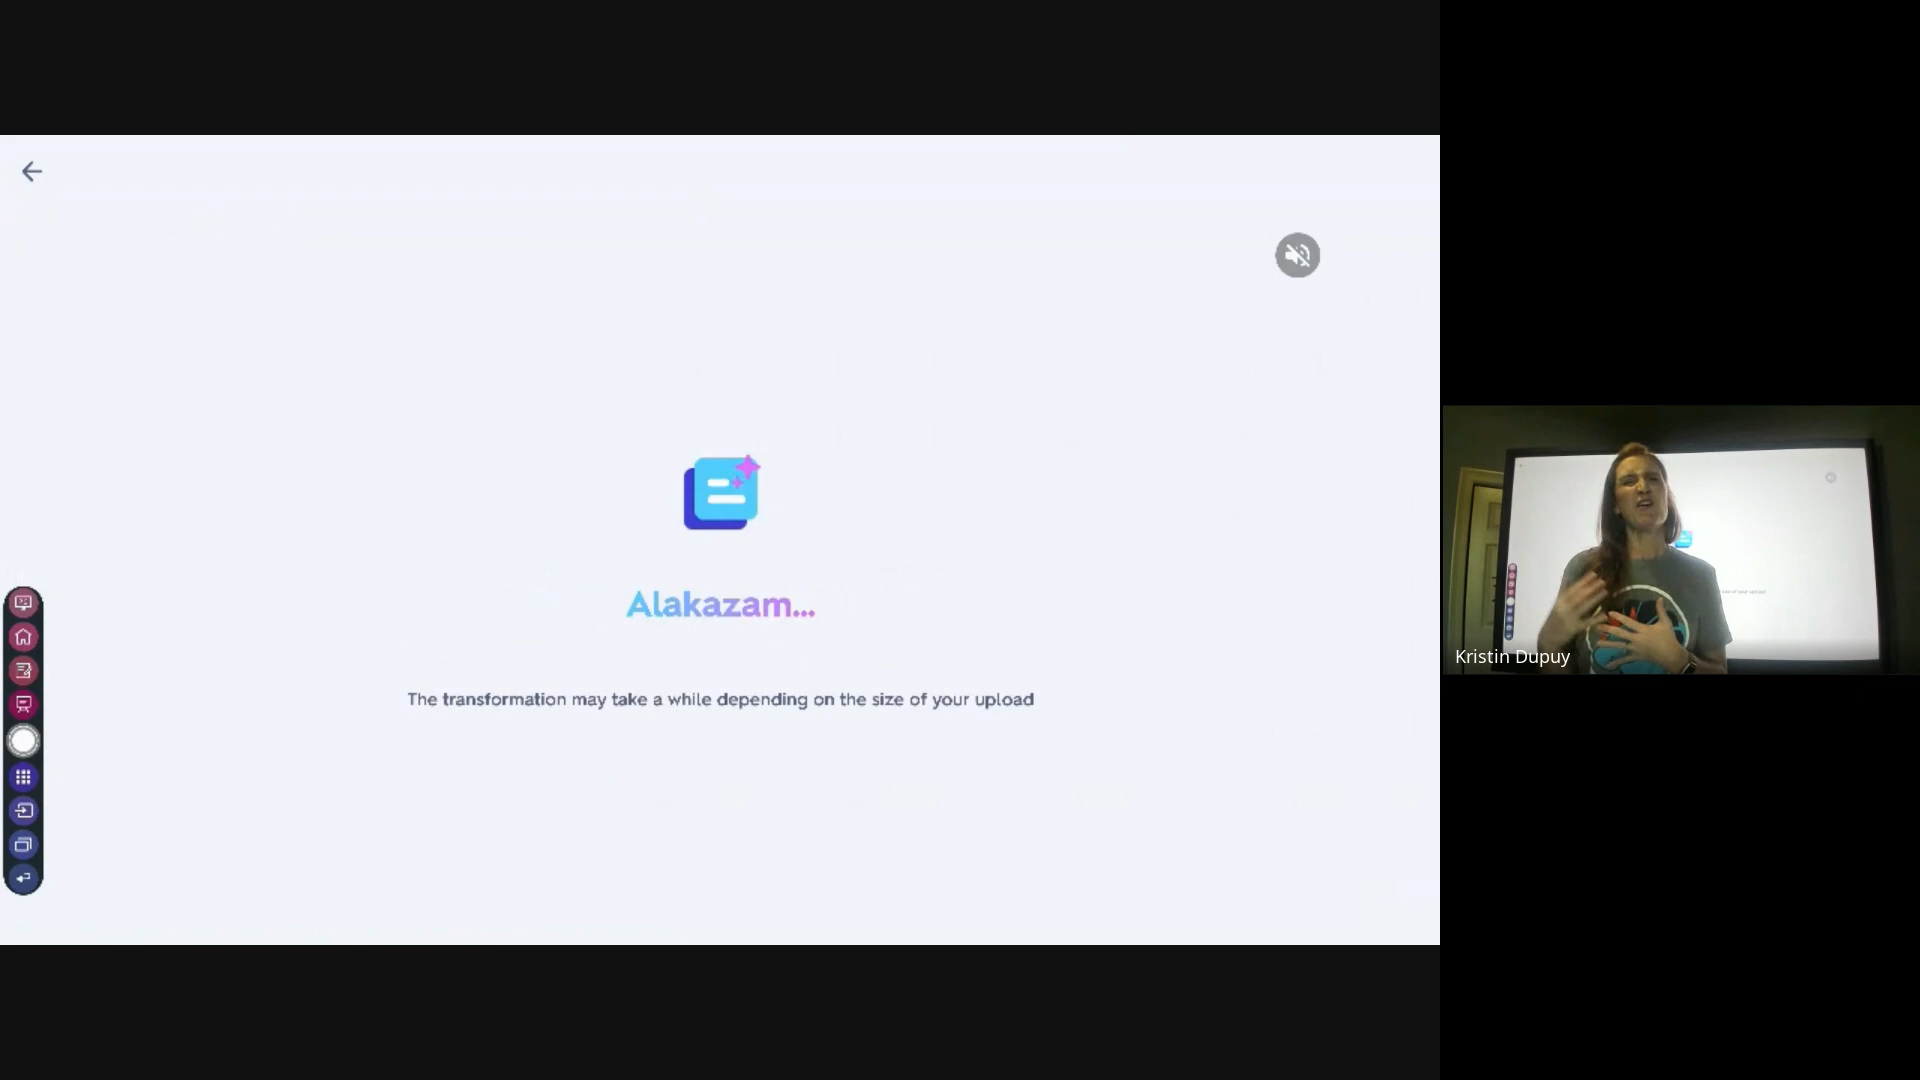 Alakazam...
The transformation may take a while depending on the size of your upload
Kristin Dupuy